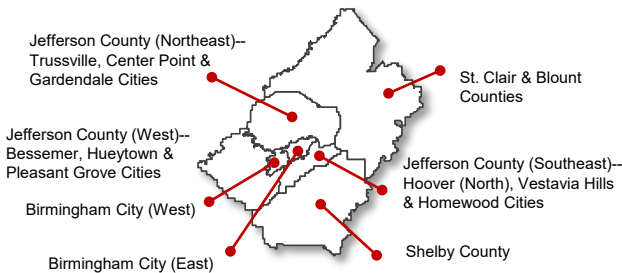 Jefferson County (Northeast)--
Trussville, Center Point &
Gardendale Cities
St. Clair & Blount
Counties
Jefferson County (West)--
Bessemer, Hueytown &
Pleasant Grove Cities
Jefferson County (Southeast)--
Hoover (North), Vestavia Hills
& Homewood Cities
Birmingham City (West)
Shelby County
Birmingham City (East)